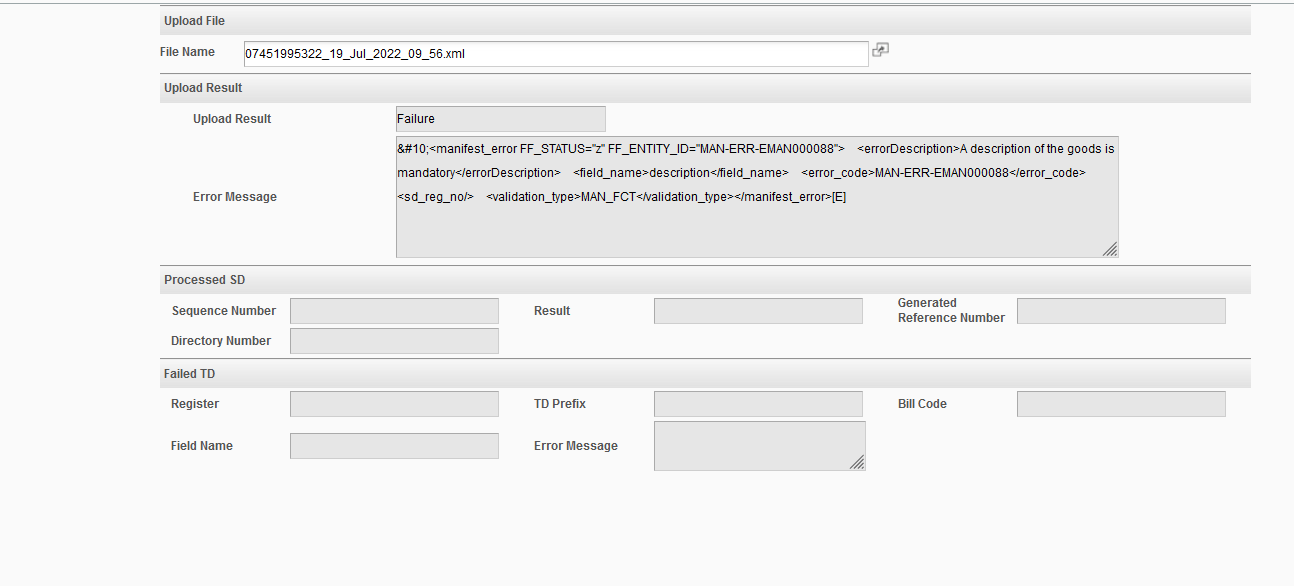 Upload File
File Name 07451995322_19_Jul_2022_09_56.xml
Upload Result
Upload Result Failure
&#10;<manifest_error FF_STATUS="z" FF_ENTITY_ID="MAN-ERR-EMAN000088"> <errorDescription>A description of the goods is
mandatory</errorDescription> <field_name>description</field_name> <error_code>MAN-ERR-EMAN000088</error_code>
Error Message <sd_reg_no/> <validation_type>MAN_FCT</validation_type></manifest_error>[E]
Processed SD
Sequence Number Result Generated
Reference Number
Directory Number
Failed TD
Register TD Prefix Bill Code
Field Name Error Message